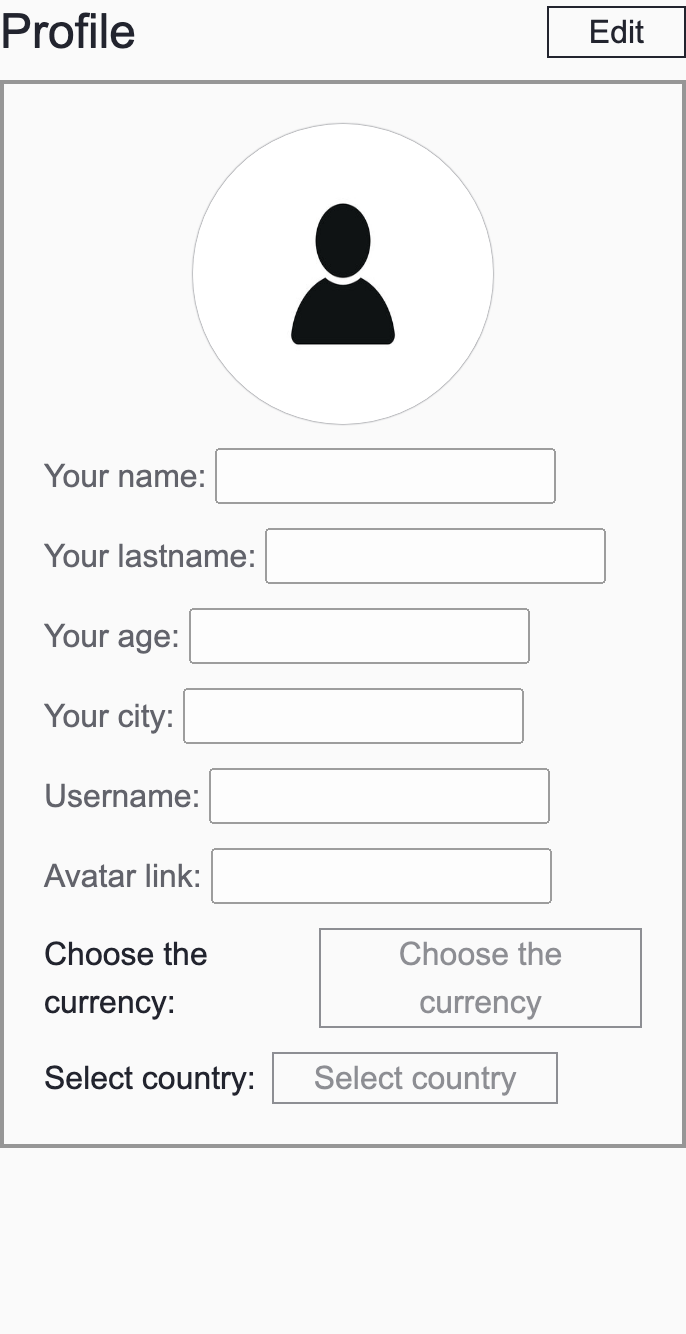 Profile
Edit
Your name:
Your lastname:
Your age:
Your city:
Username:
Avatar link:
Choose the
currency:
Choose the
currency
Select country:
Select country